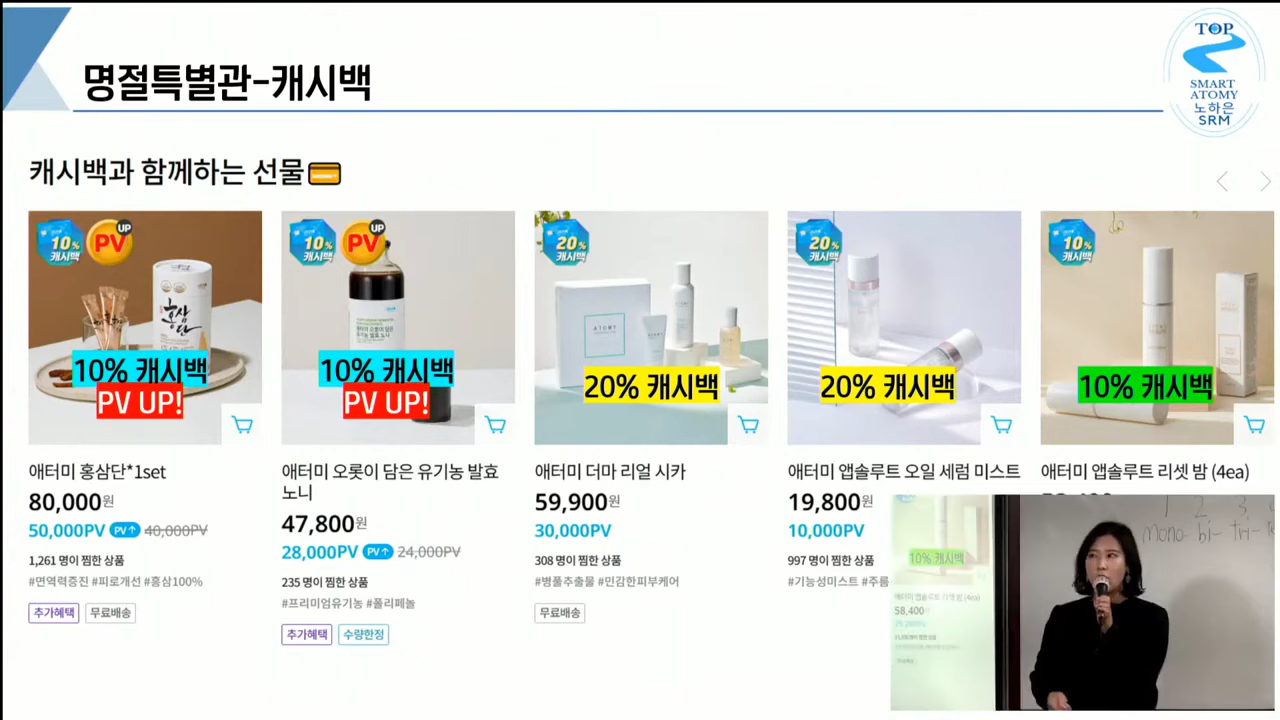 명절특별관-캐시백
TOP
SMART
ATOMY
노하은
SRM
캐시백과 함께하는 선물
10%
캐시백
PV UP
10% 캐시백
PV UP!
애터미 홍삼단*1set
80,000원
50,000PV PV↑ 40,000PV
1,261 명이 찜한 상품
#면역력증진 #피로개선 #홍삼100%
추가혜택 무료배송
10%
캐시백
PV UP
10% 캐시백
PV UP!
애터미 오롯이 담은 유기농 발효
노니
47,800원
28,000PV PV↑ 24,000PV
235 명이 찜한 상품
#프리미엄유기농 #폴리페놀
추가혜택 수량한정
20%
캐시백
ATOMY
20% 캐시백
애터미 더마 리얼 시카
59,900원
30,000PV
308 명이 찜한 상품
#병풀추출물 #민감한피부케어
무료배송
20%
캐시백
20% 캐시백
애터미 앱솔루트 오일 세럼 미스트
19,800원
10,000PV
997 명이 찜한 상품
#기능성미스트 #주름
10%
캐시백
10% 캐시백
애터미 앱솔루트 리셋 밤 (4ea)
10% 캐시백
58,400
1 2 3
mono- bi- tri-